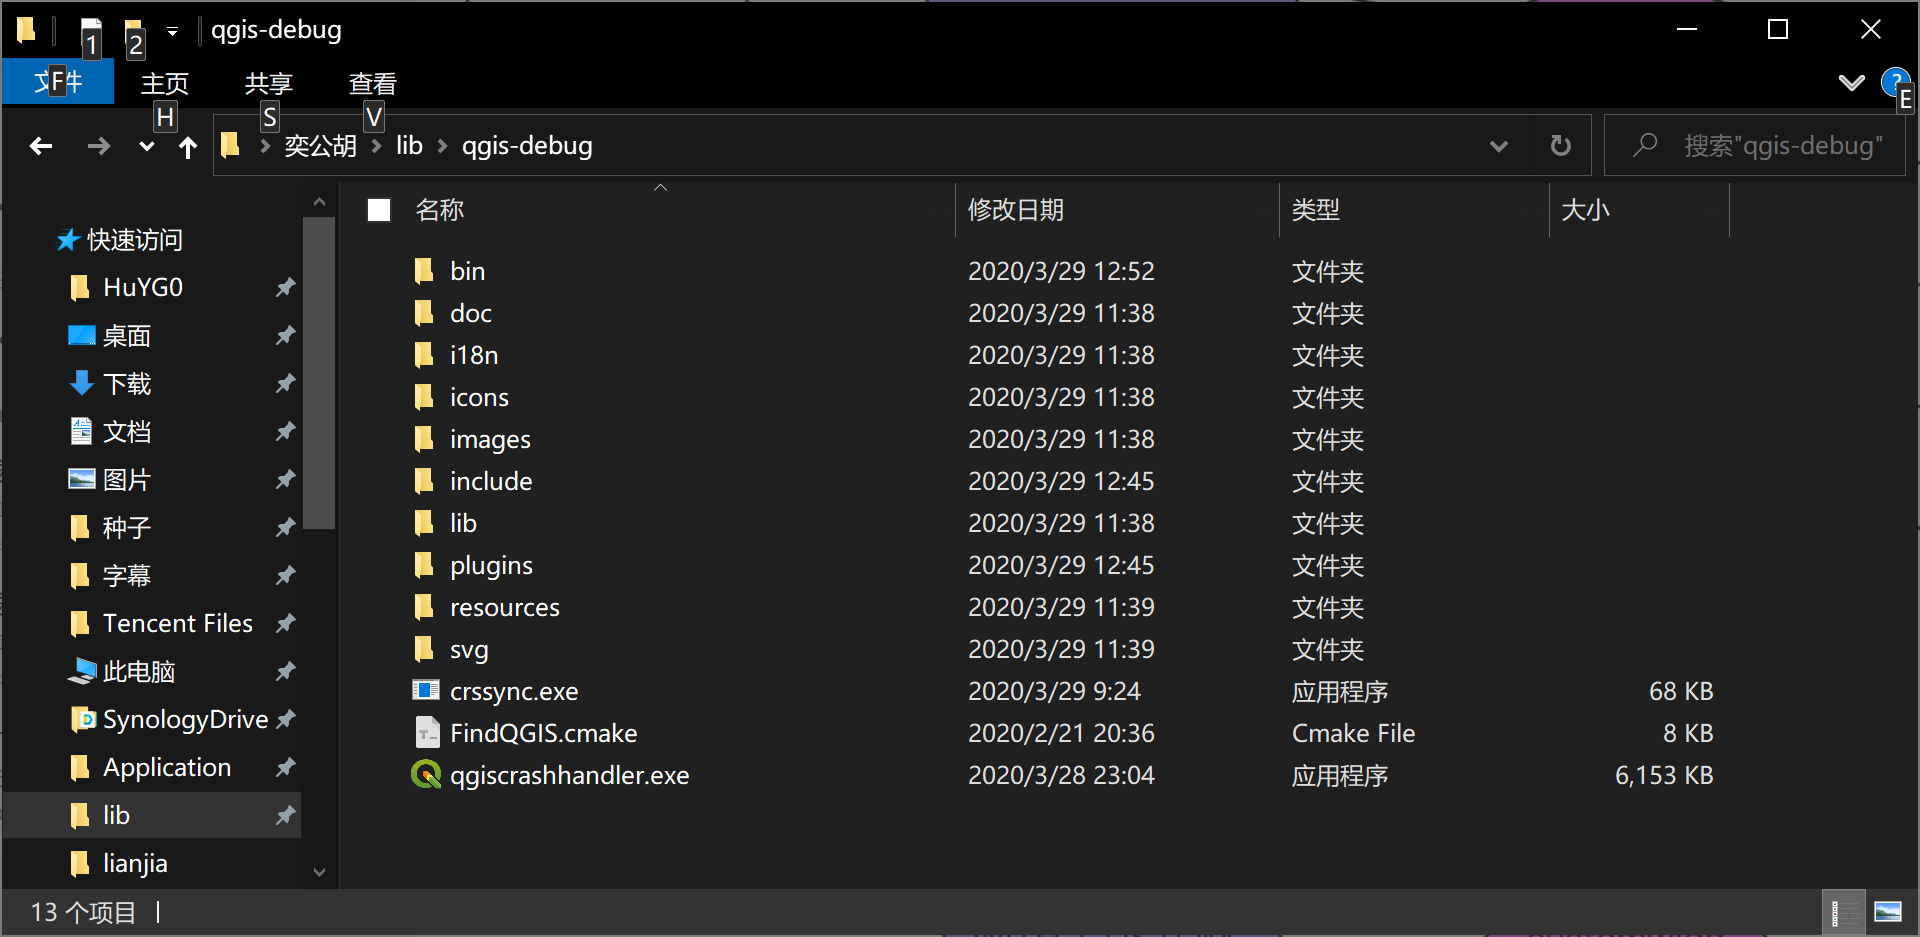 1 2 qgis-debug
文件 主页 共享 查看
F H S V E
奕公胡 lib qgis-debug 搜索"qgis-debug"
名称 修改日期 类型 大小
快速访问
HuYG0
桌面
下载
文档
图片
种子
字幕
Tencent Files
此电脑
SynologyDrive
Application
lib
lianjia
bin 2020/3/29 12:52 文件夹
doc 2020/3/29 11:38 文件夹
i18n 2020/3/29 11:38 文件夹
icons 2020/3/29 11:38 文件夹
images 2020/3/29 11:38 文件夹
include 2020/3/29 12:45 文件夹
lib 2020/3/29 11:38 文件夹
plugins 2020/3/29 12:45 文件夹
resources 2020/3/29 11:39 文件夹
svg 2020/3/29 11:39 文件夹
crssync.exe 2020/3/29 9:24 应用程序 68 KB
FindQGIS.cmake 2020/2/21 20:36 Cmake File 8 KB
qgiscrashhandler.exe 2020/3/28 23:04 应用程序 6,153 KB
13 个项目